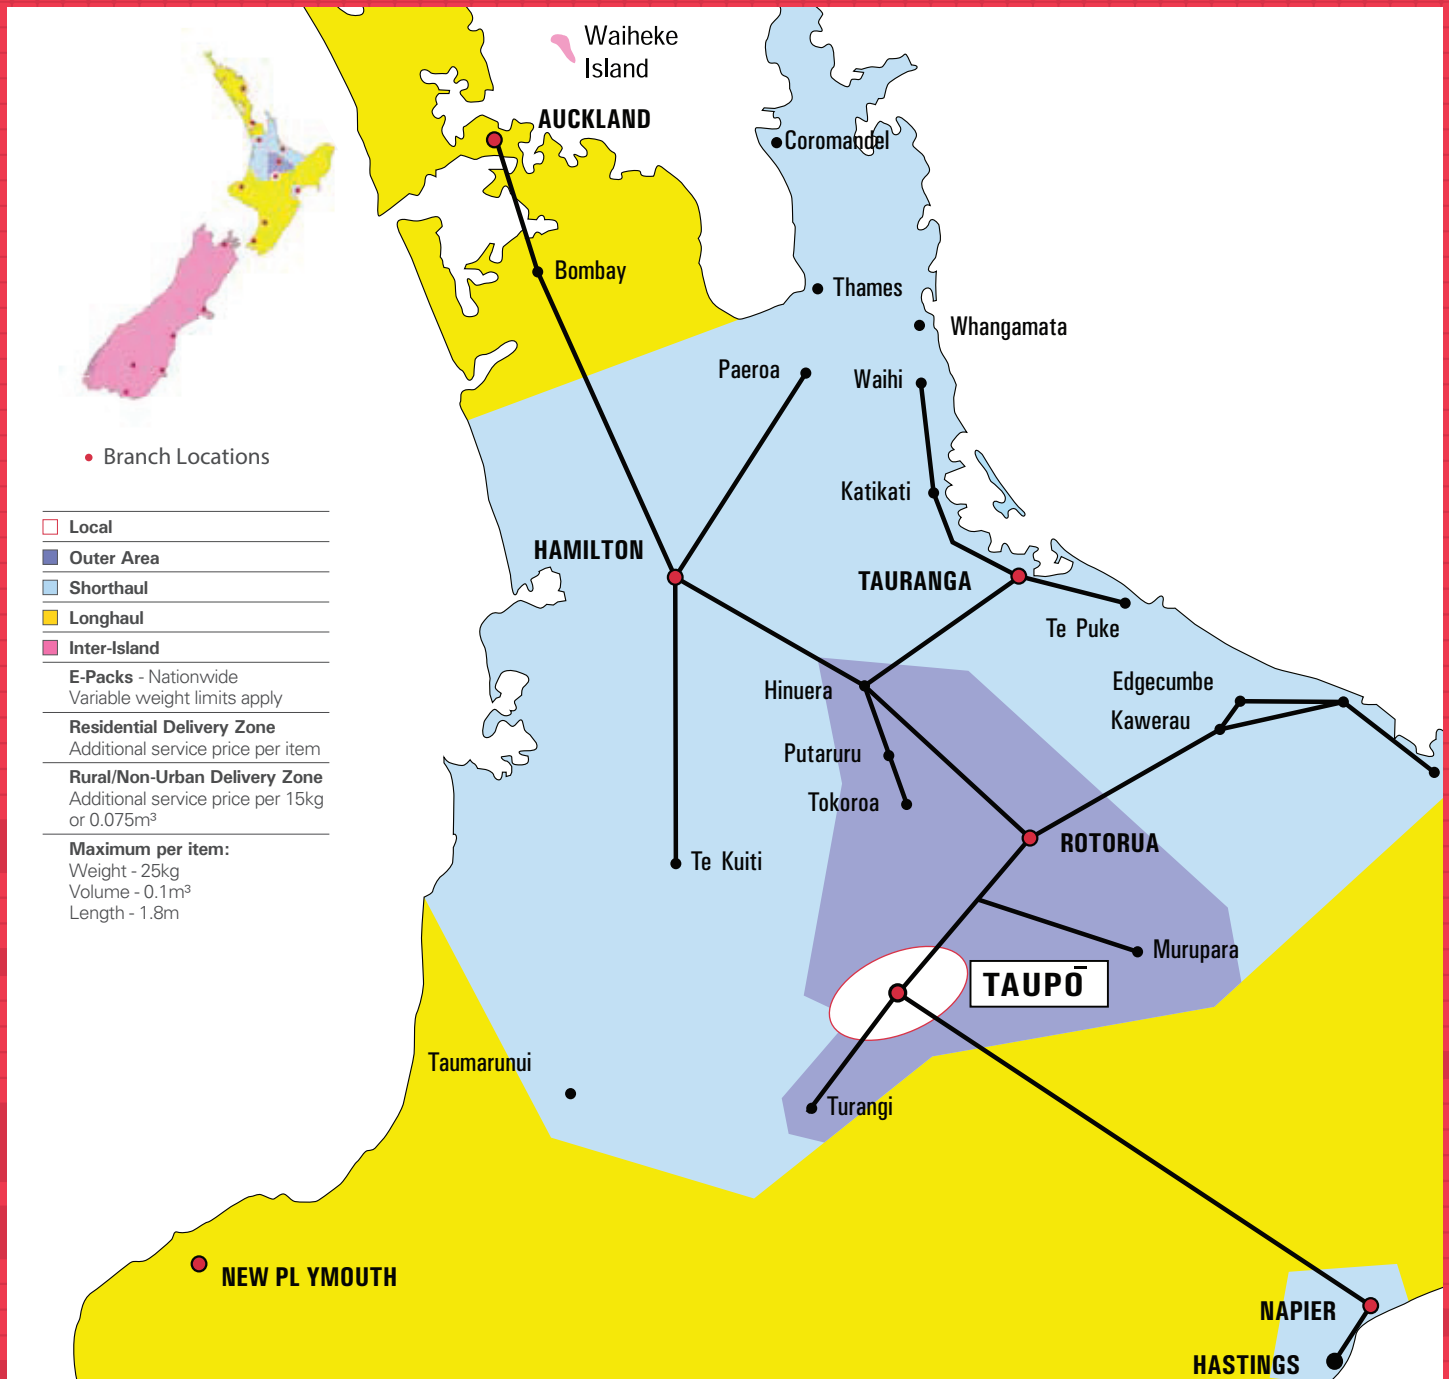 Waiheke
Island
AUCKLAND
Coromandel
Bombay
Thames
Whangamata
Paeroa
Waihi
• Branch Locations
Katikati
Local
Outer Area
Shorthaul
Longhaul
Inter-Island
E-Packs - Nationwide
Variable weight limits apply
Residential Delivery Zone
Additional service price per item
Rural/Non-Urban Delivery Zone
Additional service price per 15kg
or 0.075m³
Maximum per item:
Weight - 25kg
Volume - 0.1m³
Length - 1.8m
HAMILTON
TAURANGA
Te Puke
Hinuera
Edgecumbe
Kawerau
Putaruru
Tokoroa
ROTORUA
Te Kuiti
Murupara
TAUPŌ
Taumarunui
Turangi
NEW PL YMOUTH
NAPIER
HASTINGS